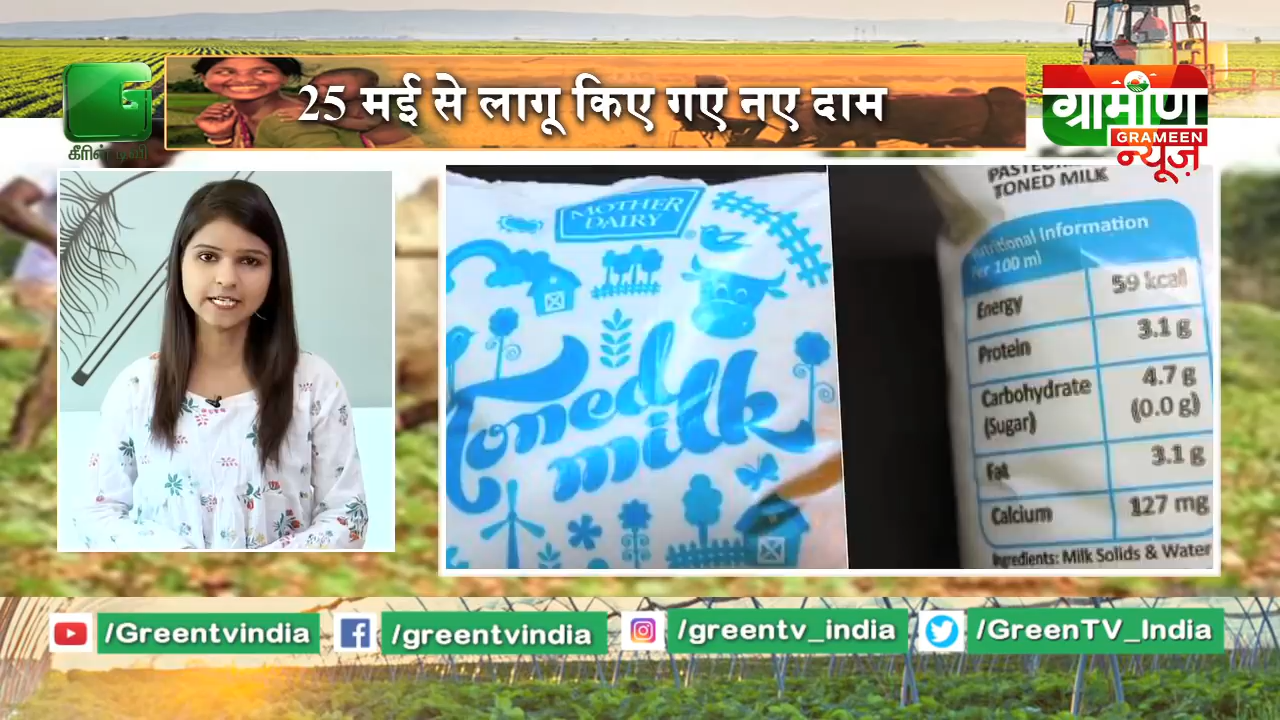 25 मई से लागू किए गए नए दाम
ग्रामीण
GRAMEEN
न्यूज़
MOTHER
DAIRY
Toned
milk
TONED MILK
Nutritional Information
Per 100 ml
Energy 59 kcal
Protein 3.1 g
Carbohydrate 4.7 g
(Sugar) (0.0 g)
Fat 3.1 g
Calcium 127 mg
Ingredients: Milk Solids & Water
/Greentvindia
/greentvindia
/greentv_india
/GreenTV_India